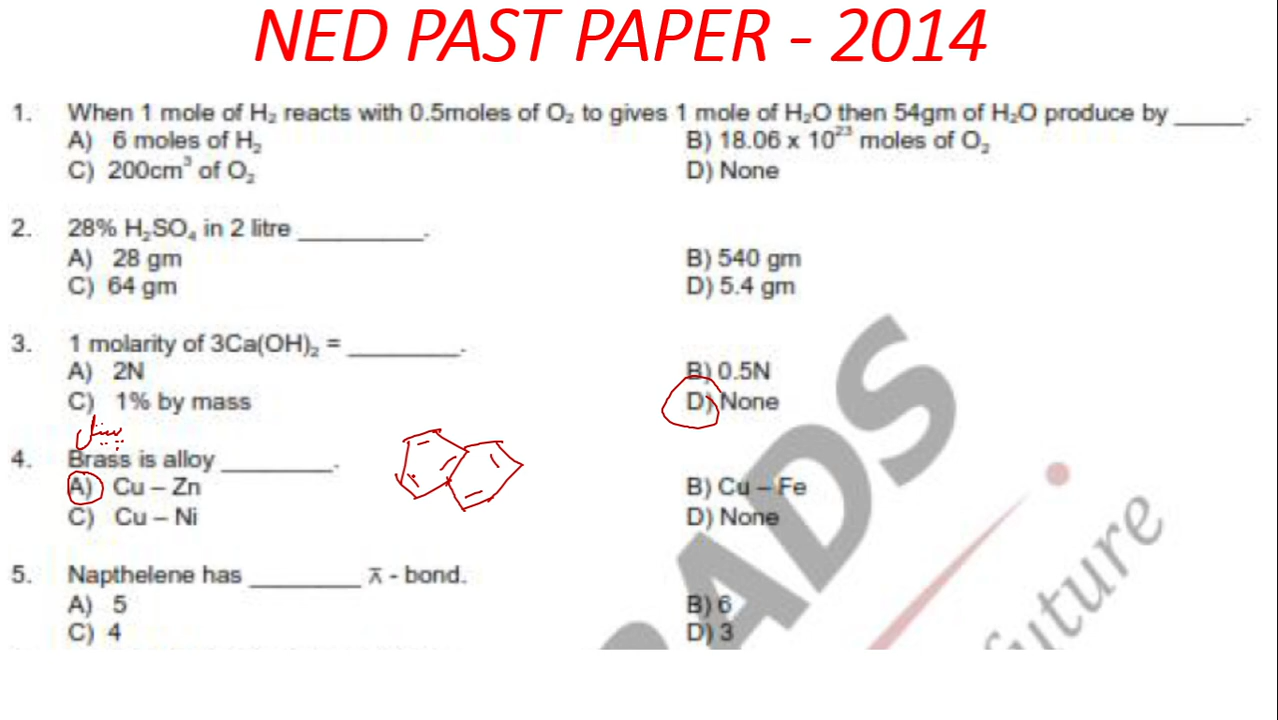 NED PAST PAPER - 2014
1. When 1 mole of H₂ reacts with 0.5moles of O₂ to gives 1 mole of H₂O then 54gm of H₂O produce by ______.
A) 6 moles of H₂ B) 18.06 x 10²³ moles of O₂
C) 200cm³ of O₂ D) None
2. 28% H₂SO₄ in 2 litre ___________.
A) 28 gm B) 540 gm
C) 64 gm D) 5.4 gm
3. 1 molarity of 3Ca(OH)₂ = __________.
A) 2N B) 0.5N
C) 1% by mass D) None
پیتل
4. Brass is alloy __________.
A) Cu – Zn B) Cu – Fe
C) Cu – Ni D) None
5. Napthelene has __________ π - bond.
A) 5 B) 6
C) 4 D) 3
future